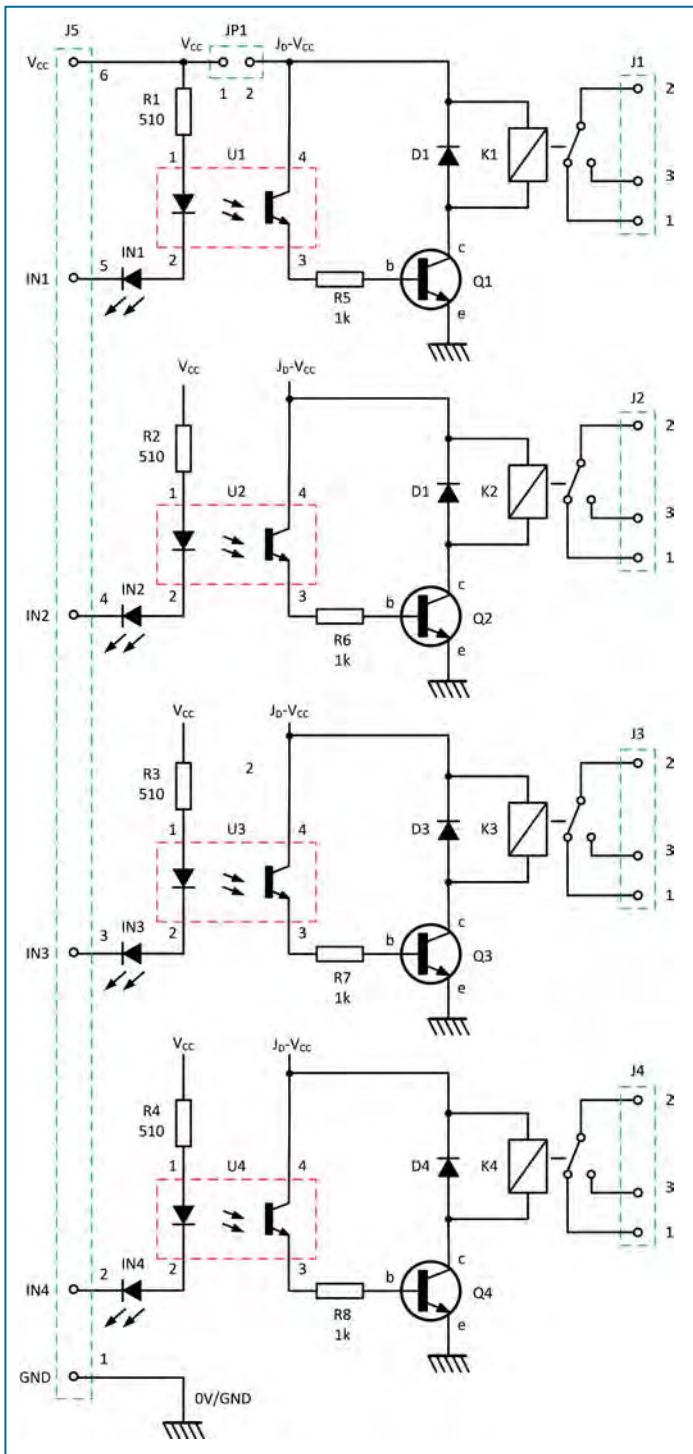 J5
VCC
JP1
JD-VCC
J1
VCC
6
1
2
2
R1
510
1
U1
4
D1
K1
3
1
IN1
5
IN1
2
3
R5
1k
b
c
Q1
e
VCC
JD-VCC
J2
2
R2
510
1
U2
4
D1
K2
3
1
IN2
4
IN2
2
3
R6
1k
b
c
Q2
e
VCC
JD-VCC
J3
2
R3
510
2
1
U3
4
D3
K3
3
1
IN3
3
IN3
2
3
R7
1k
b
c
Q3
e
VCC
JD-VCC
J4
2
R4
510
1
U4
4
D4
K4
3
1
IN4
2
IN4
2
3
R8
1k
b
c
Q4
e
GND
1
0V/GND